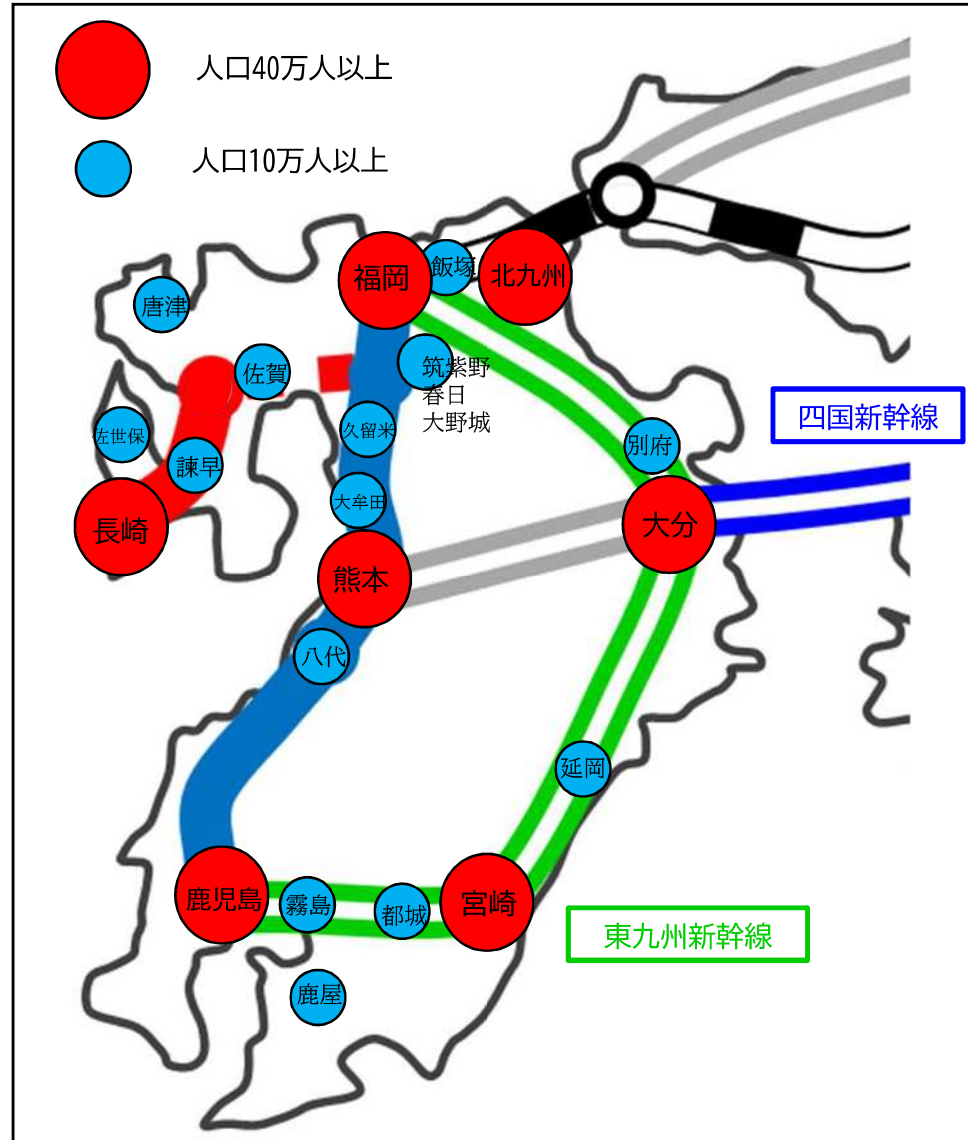 人口40万人以上
人口10万人以上
福岡
飯塚
北九州
唐津
佐賀
筑紫野
春日
大野城
佐世保
久留米
四国新幹線
別府
諫早
大牟田
長崎
大分
熊本
八代
延岡
鹿児島
霧島
都城
宮崎
東九州新幹線
鹿屋